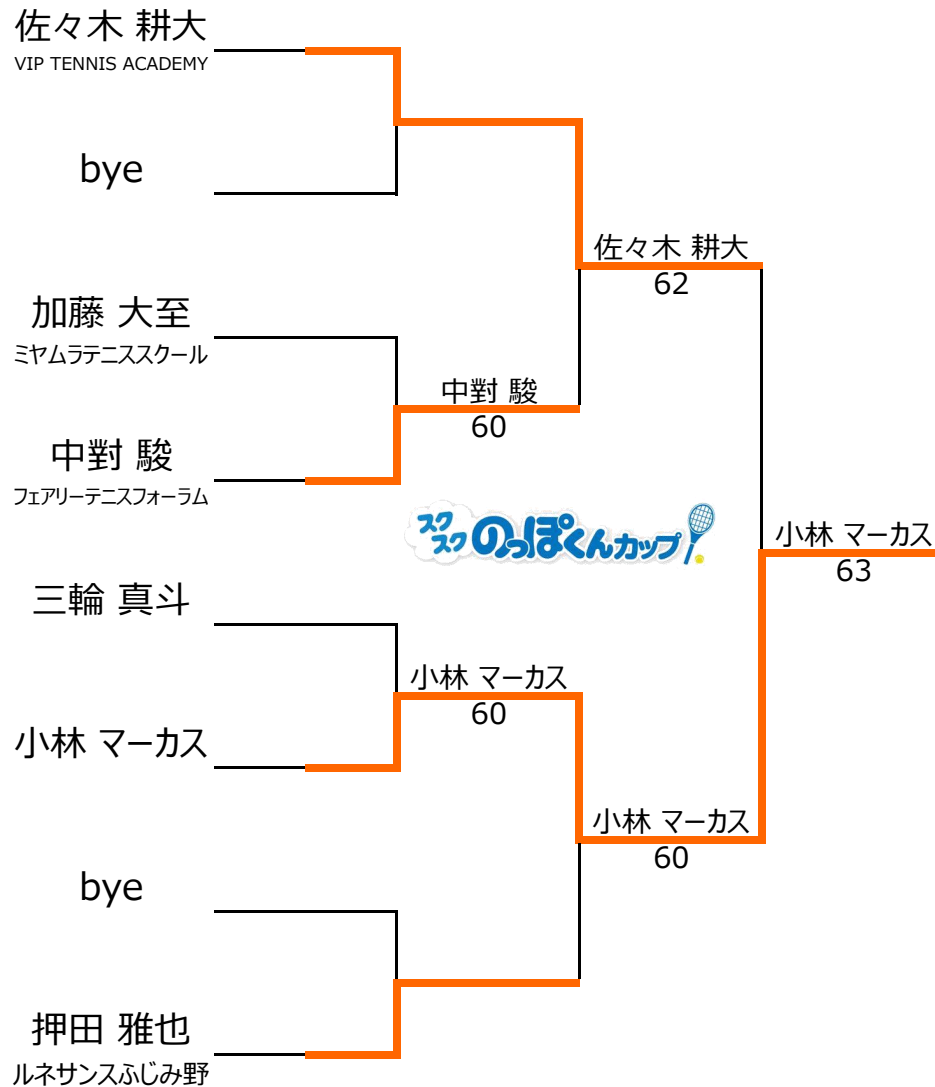 佐々木 耕大
VIP TENNIS ACADEMY
bye
佐々木 耕大
62
加藤 大至
ミヤムラテニススクール
中對 駿
60
中對 駿
フェアリーテニスフォーラム
スクスク のっぽくんカップ
小林 マーカス
63
三輪 真斗
小林 マーカス
60
小林 マーカス
小林 マーカス
60
bye
押田 雅也
ルネサンスふじみ野